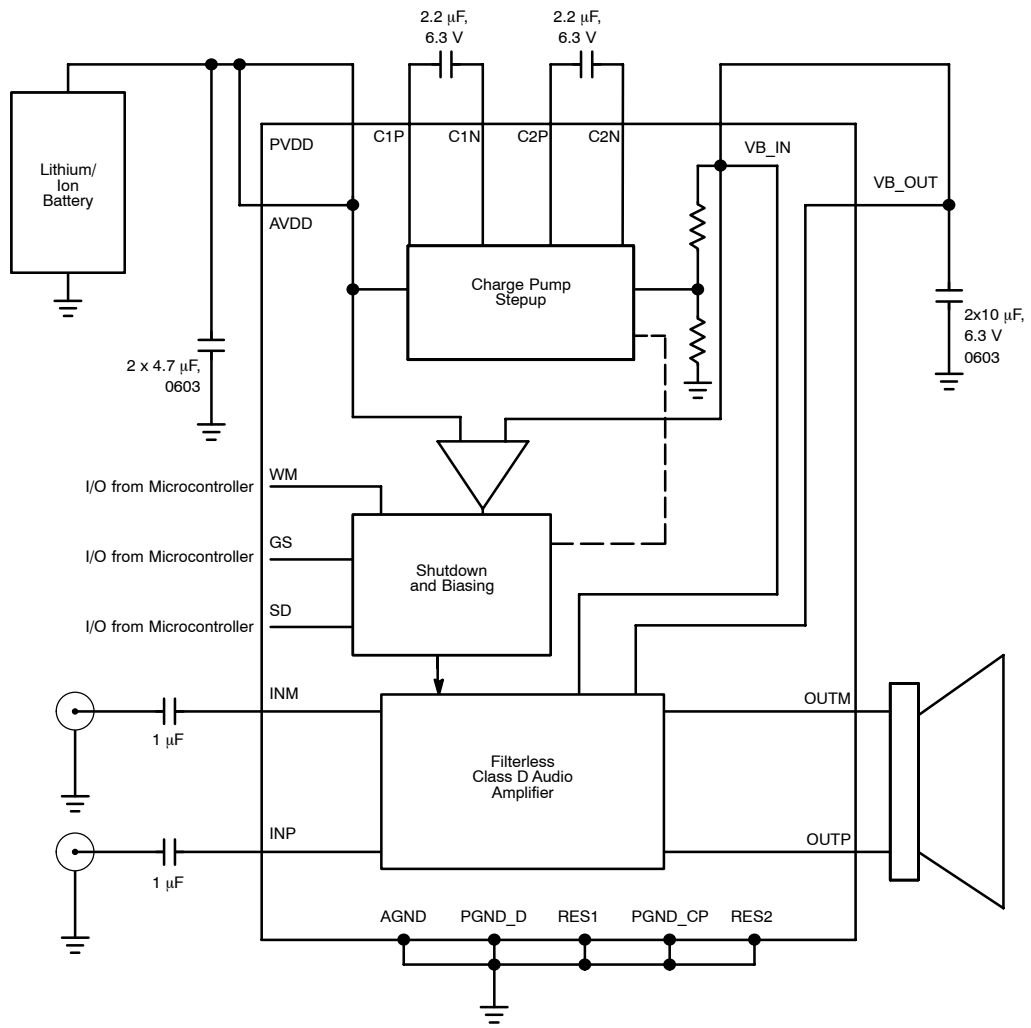 2.2 μF,
6.3 V
2.2 μF,
6.3 V
PVDD
C1P
C1N
C2P
C2N
VB_IN
VB_OUT
Lithium/
Ion
Battery
AVDD
Charge Pump
Stepup
2x10 μF,
6.3 V
0603
2 x 4.7 μF,
0603
WM
I/O from Microcontroller
GS
I/O from Microcontroller
Shutdown
and Biasing
SD
I/O from Microcontroller
INM
OUTM
1 μF
Filterless
Class D Audio
Amplifier
INP
OUTP
1 μF
AGND
PGND_D
RES1
PGND_CP
RES2